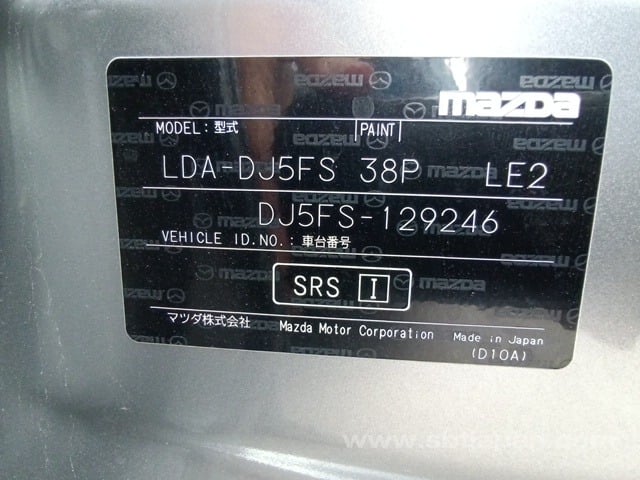 mazda
MODEL:型式 PAINT
LDA-DJ5FS 38P LE2
DJ5FS-129246
VEHICLE ID.NO.:車台番号
SRS I
マツダ株式会社 Mazda Motor Corporation Made in Japan
(D10A)